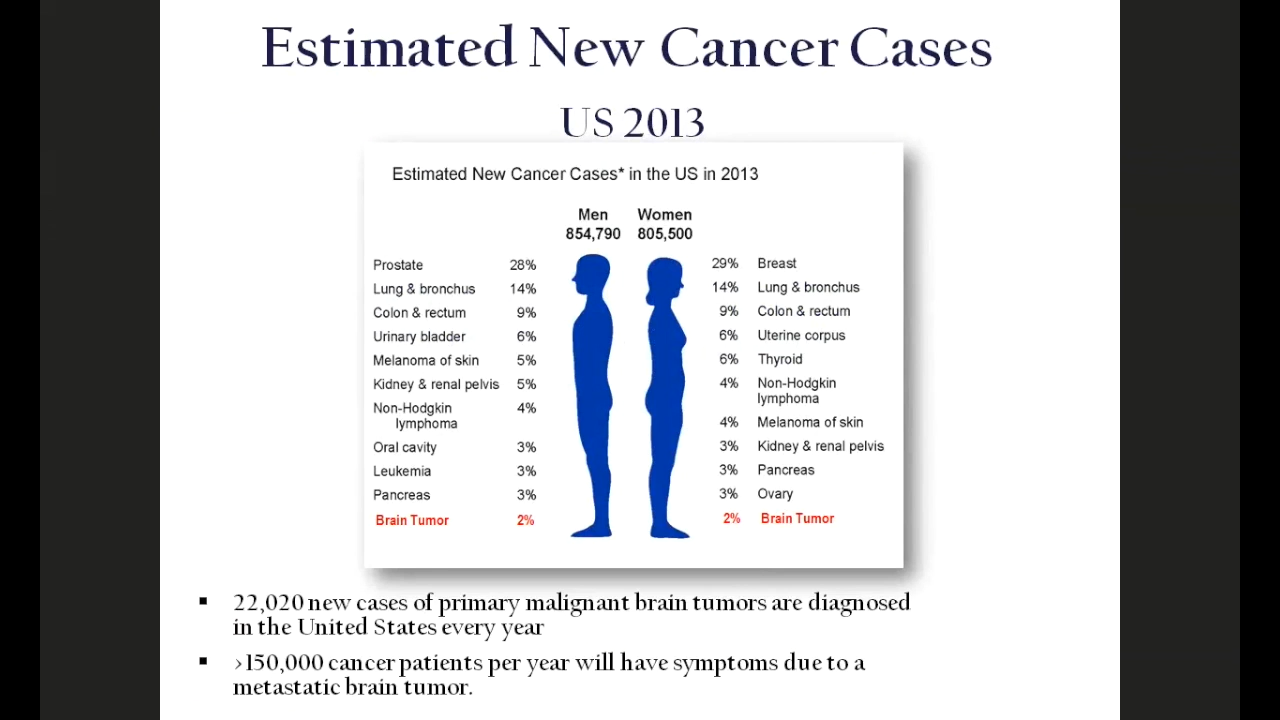 Estimated New Cancer Cases
US 2013
Estimated New Cancer Cases* in the US in 2013
Men Women
854,790 805,500
Prostate 28%
Lung & bronchus 14%
Colon & rectum 9%
Urinary bladder 6%
Melanoma of skin 5%
Kidney & renal pelvis 5%
Non-Hodgkin 4%
lymphoma
Oral cavity 3%
Leukemia 3%
Pancreas 3%
Brain Tumor 2%
29% Breast
14% Lung & bronchus
9% Colon & rectum
6% Uterine corpus
6% Thyroid
4% Non-Hodgkin
lymphoma
4% Melanoma of skin
3% Kidney & renal pelvis
3% Pancreas
3% Ovary
2% Brain Tumor
▪ 22,020 new cases of primary malignant brain tumors are diagnosed
in the United States every year
▪ >150,000 cancer patients per year will have symptoms due to a
metastatic brain tumor.